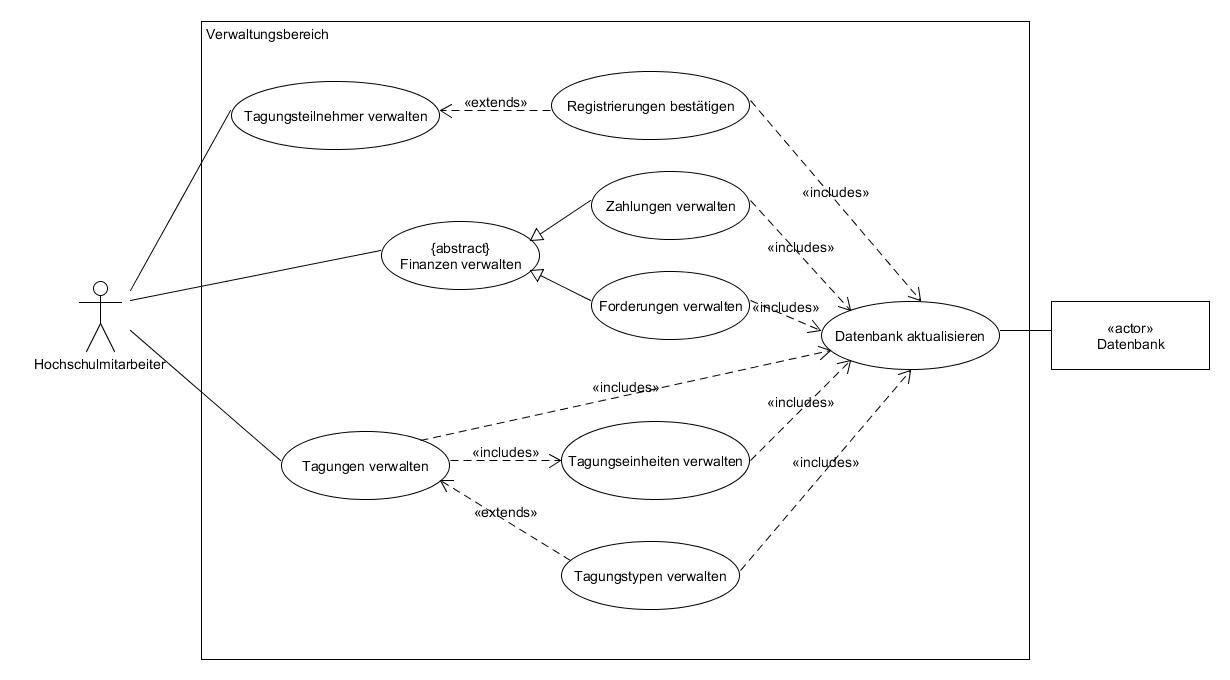 Verwaltungsbereich
Tagungsteilnehmer verwalten
«extends»
Registrierungen bestätigen
«includes»
Zahlungen verwalten
«includes»
{abstract}
Finanzen verwalten
Forderungen verwalten
«includes»
Datenbank aktualisieren
«actor»
Datenbank
Hochschulmitarbeiter
«includes»
«includes»
Tagungen verwalten
«includes»
Tagungseinheiten verwalten
«includes»
«extends»
Tagungstypen verwalten